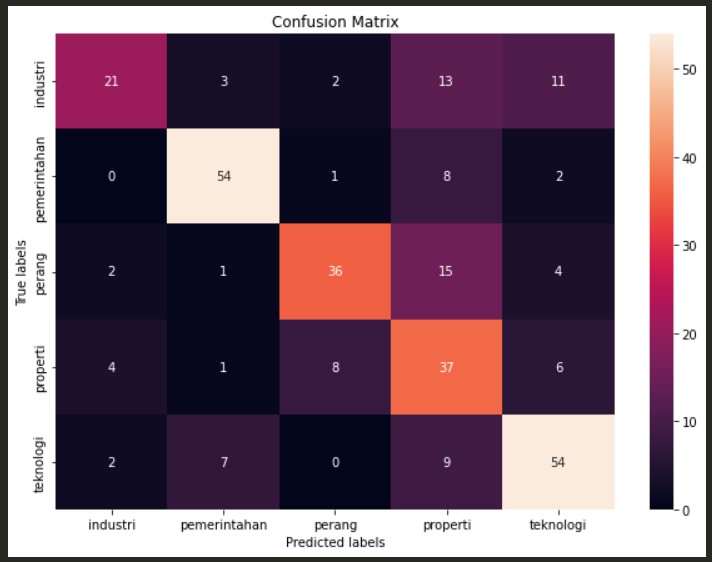 Confusion Matrix
True labels
industri 21 3 2 13 11
pemerintahan 0 54 1 8 2
perang 2 1 36 15 4
properti 4 1 8 37 6
teknologi 2 7 0 9 54
industri pemerintahan perang properti teknologi
Predicted labels
50
40
30
20
10
0